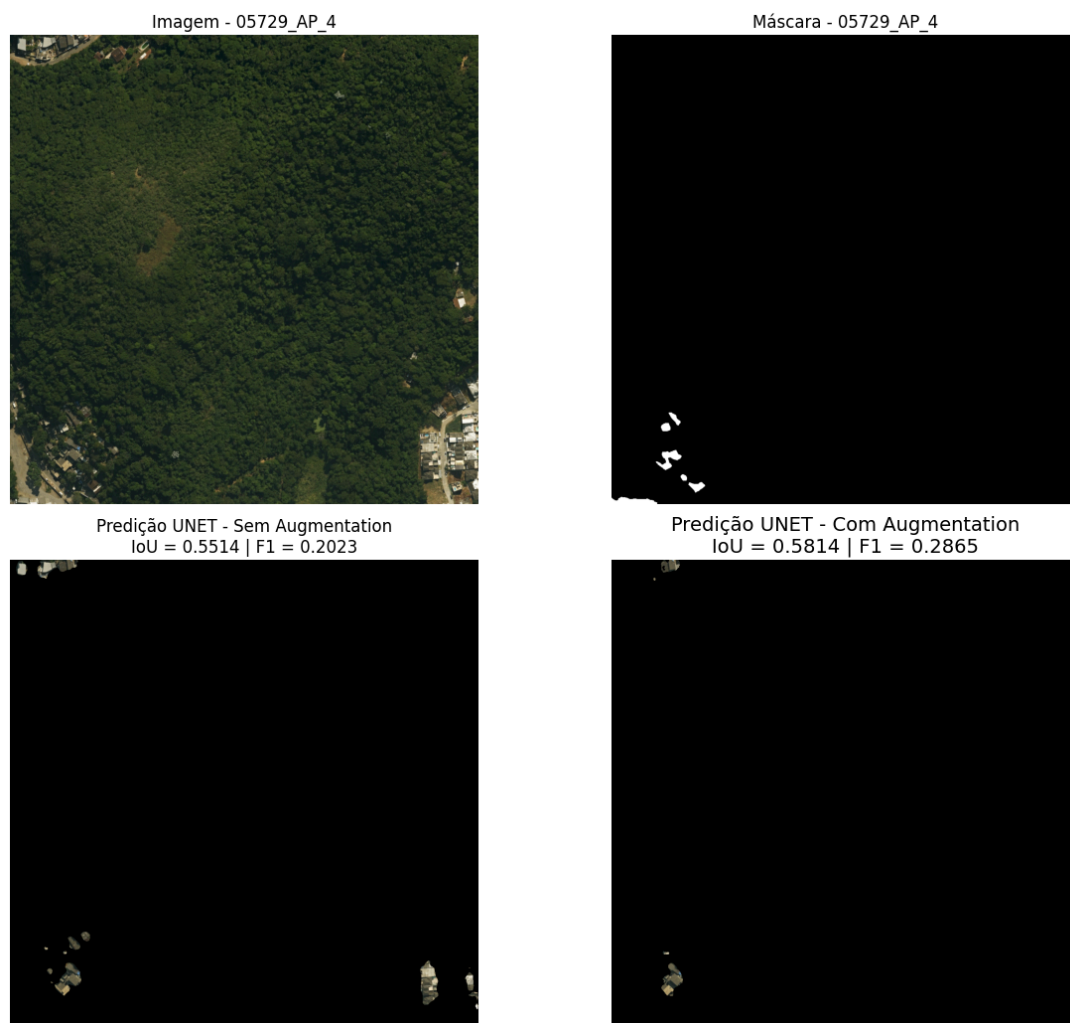 Imagem - 05729_AP_4
Máscara - 05729_AP_4
Predição UNET - Sem Augmentation
IoU = 0.5514 | F1 = 0.2023
Predição UNET - Com Augmentation
IoU = 0.5814 | F1 = 0.2865